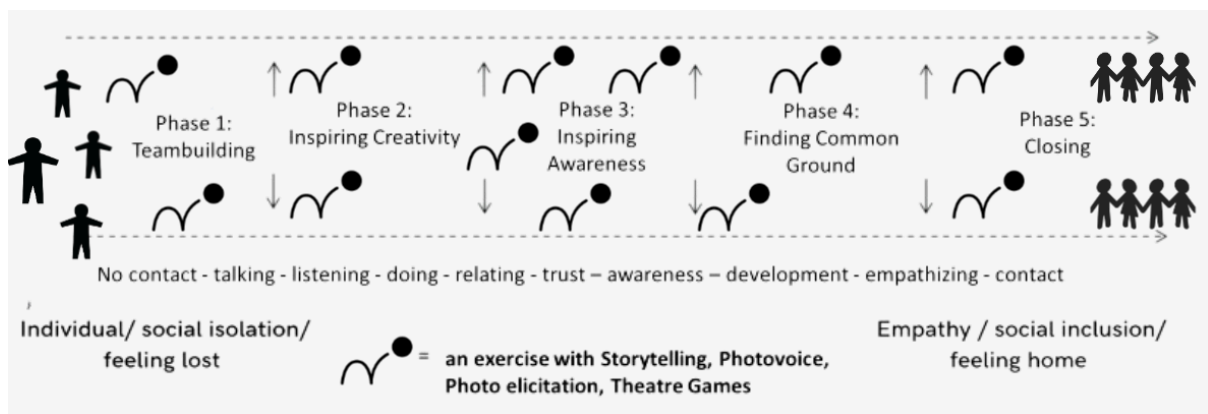 Phase 1:
Teambuilding
Phase 2:
Inspiring Creativity
Phase 3:
Inspiring
Awareness
Phase 4:
Finding Common
Ground
Phase 5:
Closing
No contact - talking - listening - doing - relating - trust – awareness – development - empathizing - contact
,
Individual/ social isolation/
feeling lost
= an exercise with Storytelling, Photovoice,
Photo elicitation, Theatre Games
Empathy / social inclusion/
feeling home